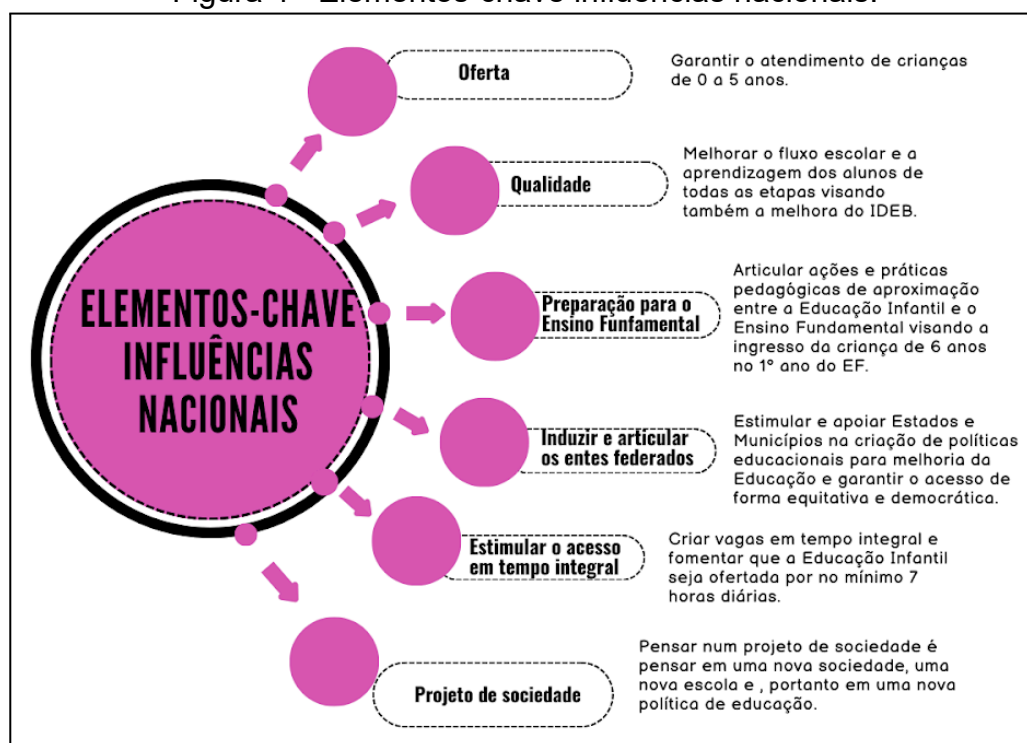 Figura 4 - Elementos-chave influências nacionais.
Oferta
Garantir o atendimento de crianças
de 0 a 5 anos.
Qualidade
Melhorar o fluxo escolar e a
aprendizagem dos alunos de
todas as etapas visando
também a melhora do IDEB.
ELEMENTOS-CHAVE
INFLUÊNCIAS
NACIONAIS
Preparação para o
Ensino Funfamental
Articular ações e práticas
pedagógicas de aproximação
entre a Educação Infantil e o
Ensino Fundamental visando a
ingresso da criança de 6 anos
no 1° ano do EF.
Induzir e articular
os entes federados
Estimular e apoiar Estados e
Municípios na criação de políticas
educacionais para melhoria da
Educação e garantir o acesso de
forma equitativa e democrática.
Estimular o acesso
em tempo integral
Criar vagas em tempo integral e
fomentar que a Educação Infantil
seja ofertada por no mínimo 7
horas diárias.
Projeto de sociedade
Pensar num projeto de sociedade é
pensar em uma nova sociedade, uma
nova escola e , portanto em uma nova
política de educação.